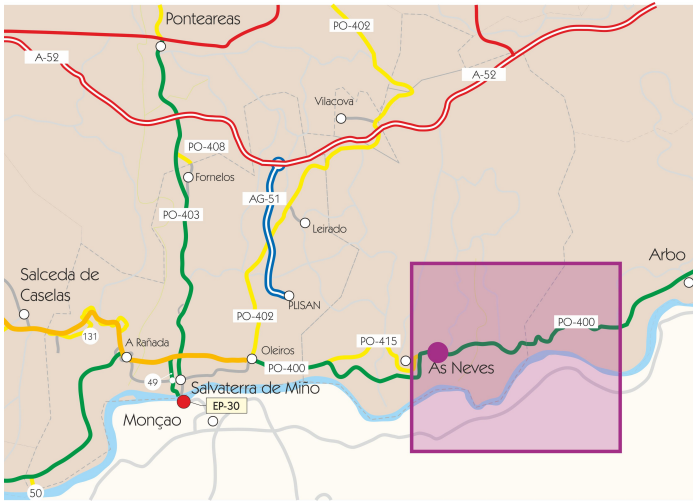 Ponteareas
PO-402
A-52
A-52
Vilacova
PO-408
Fornelos
AG-51
PO-403
Leirado
Arbo
Salceda de
Caselas
PLISAN
PO-402
PO-400
131
A Rañada
PO-415
Oleiros
PO-400
As Neves
49
Salvaterra de Miño
EP-30
Monçao
50